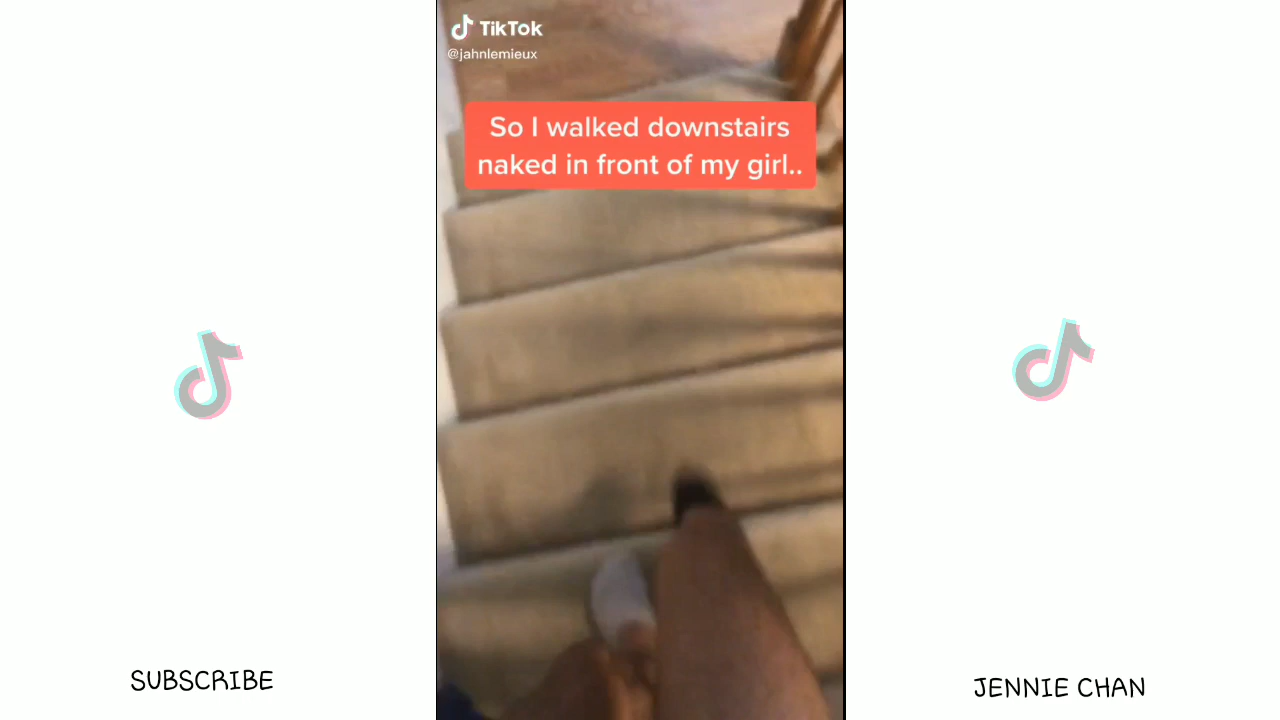 TikTok
@jahnlemieux
So I walked downstairs
naked in front of my girl..
SUBSCRIBE
JENNIE CHAN